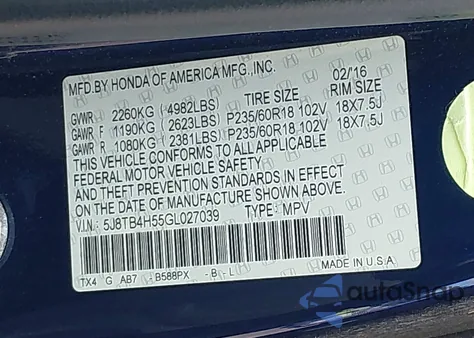 MFD.BY HONDA OF AMERICA MFG.,INC. 02/16
GVWR 2260KG (4982LBS) TIRE SIZE RIM SIZE
GAWR F 1190KG (2623LBS) P235/60R18 102V 18X7.5J
GAWR R 1080KG (2381LBS) P235/60R18 102V 18X7.5J
THIS VEHICLE CONFORMS TO ALL APPLICABLE
FEDERAL MOTOR VEHICLE SAFETY
AND THEFT PREVENTION STANDARDS IN EFFECT
ON THE DATE OF MANUFACTURE SHOWN ABOVE.
V.I.N.: 5J8TB4H55GL027039 TYPE: MPV
TX4 G AB7 - B588PX - B - L MADE IN U.S.A.
autoSnap